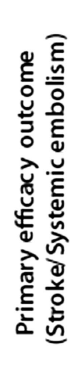 Primary efficacy outcome
(Stroke/Systemic embolism)